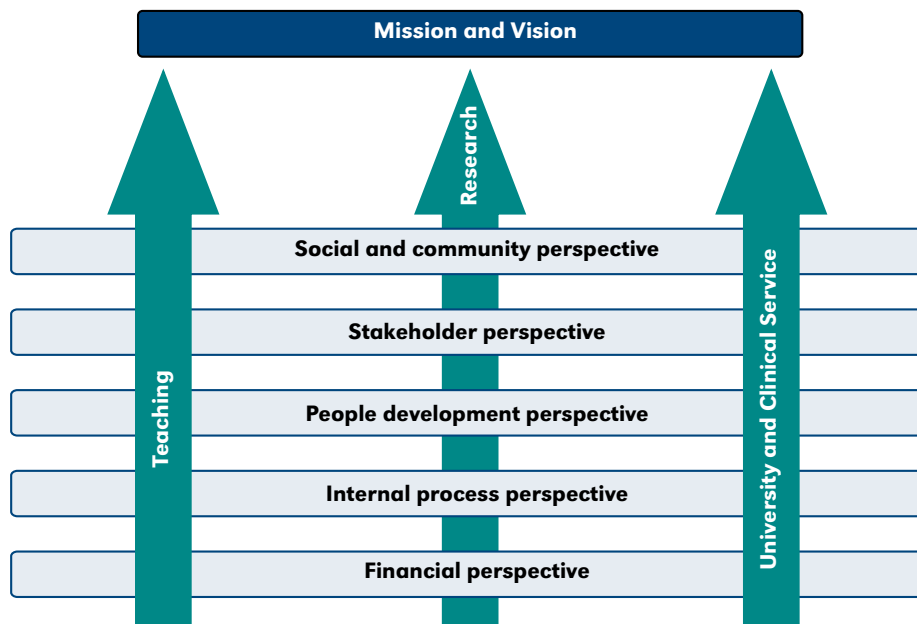 Mission and Vision
Research
Social and community perspective
Stakeholder perspective
Teaching
People development perspective
University and Clinical Service
Internal process perspective
Financial perspective